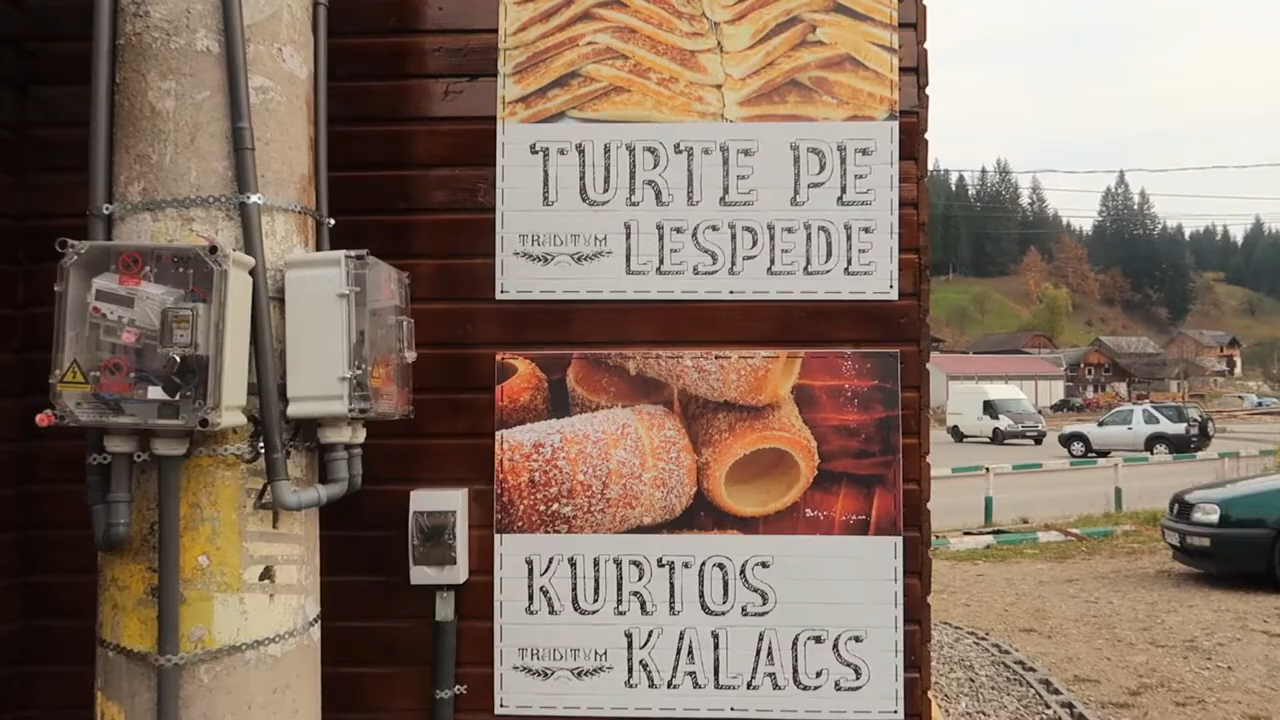 TURTE PE
LESPEDE
TRADITUM
KURTOS
KALACS
TRADITUM